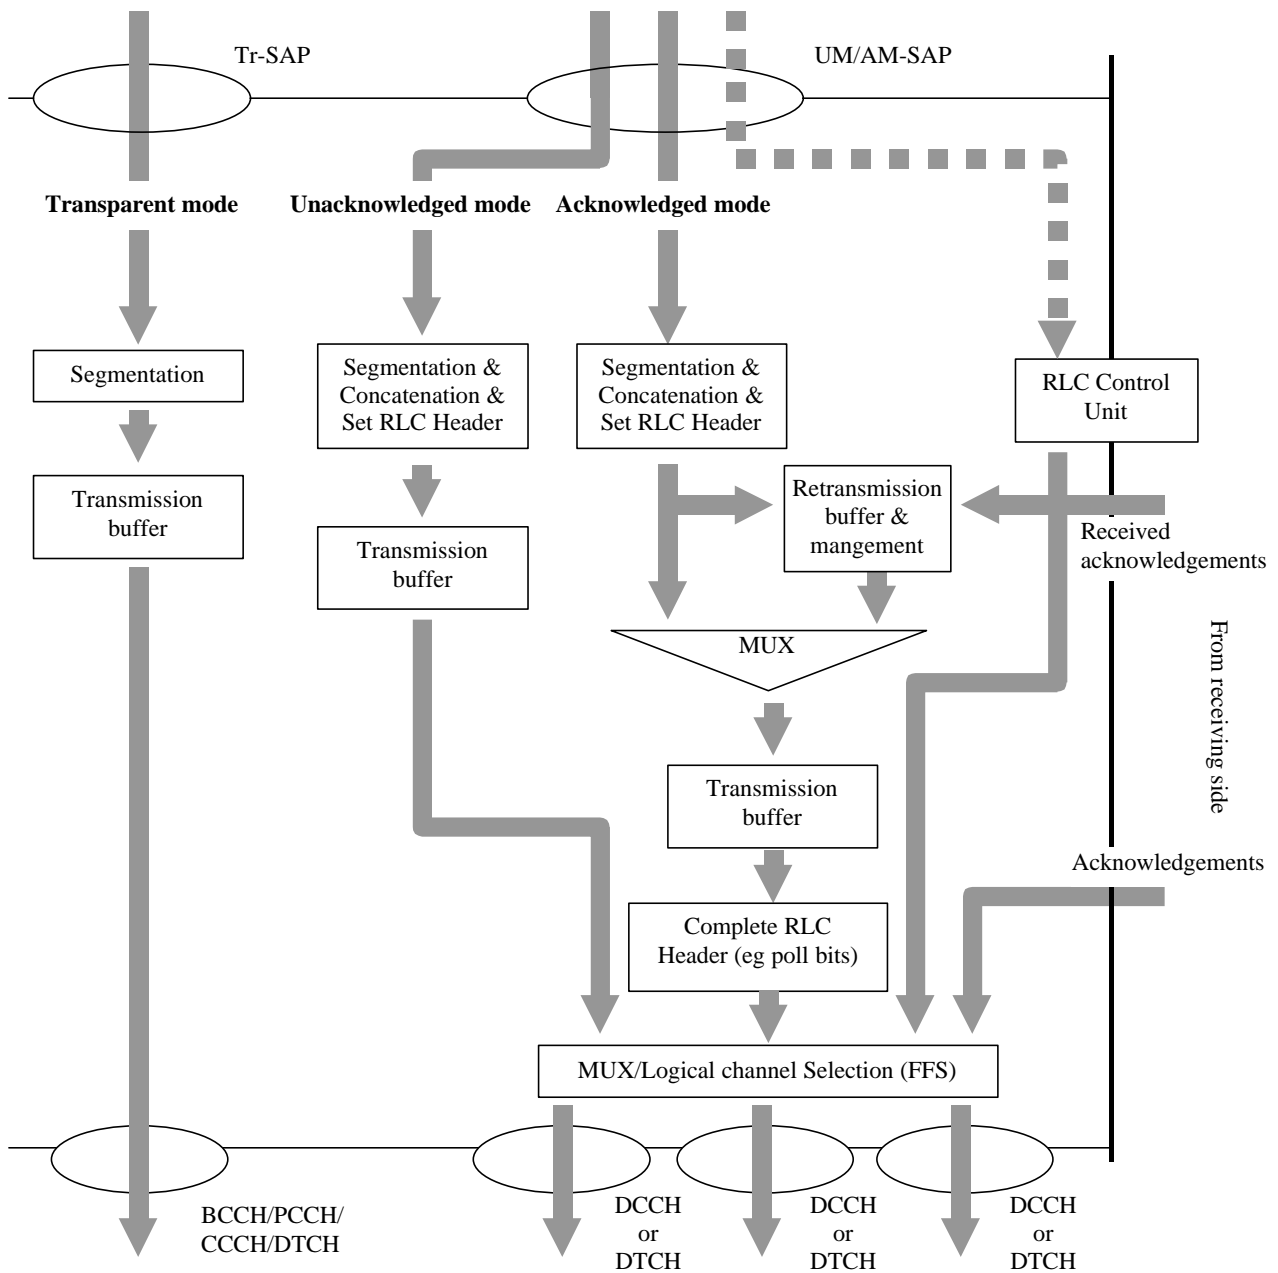 Tr-SAP
UM/AM-SAP
Transparent mode
Unacknowledged mode
Acknowledged mode
Segmentation
Segmentation &
Concatenation &
Set RLC Header
Segmentation &
Concatenation &
Set RLC Header
RLC Control
Unit
Transmission
buffer
Transmission
buffer
Retransmission
buffer &
mangement
Received
acknowledgements
MUX
From receiving side
Transmission
buffer
Acknowledgements
Complete RLC
Header (eg poll bits)
MUX/Logical channel Selection (FFS)
BCCH/PCCH/
CCCH/DTCH
DCCH
or
DTCH
DCCH
or
DTCH
DCCH
or
DTCH